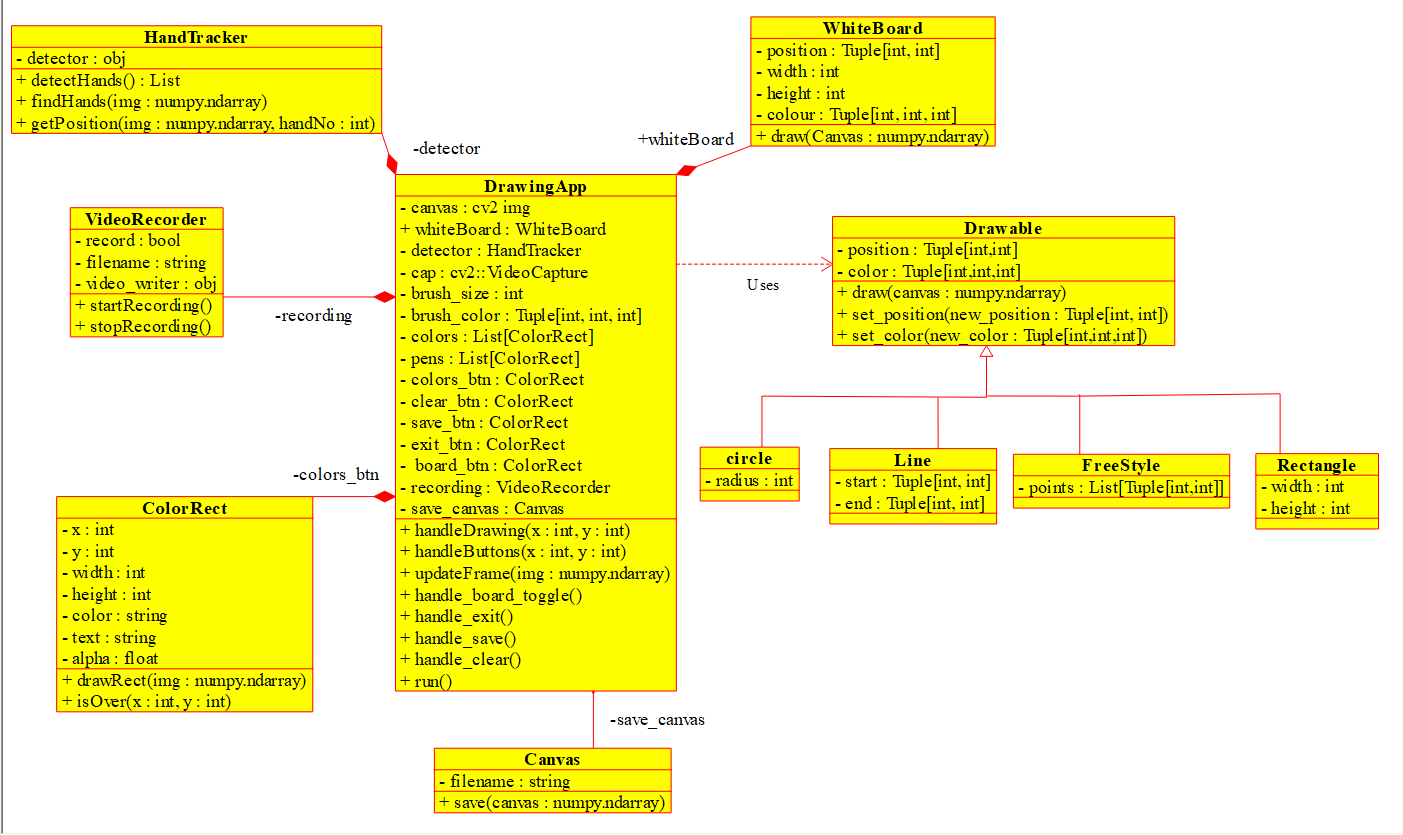 HandTracker
- detector : obj
+ detectHands() : List
+ findHands(img : numpy.ndarray)
+ getPosition(img : numpy.ndarray, handNo : int)
-detector
WhiteBoard
- position : Tuple[int, int]
- width : int
- height : int
- colour : Tuple[int, int, int]
+ draw(Canvas : numpy.ndarray)
+whiteBoard
VideoRecorder
- record : bool
- filename : string
- video_writer : obj
+ startRecording()
+ stopRecording()
-recording
DrawingApp
- canvas : cv2 img
+ whiteBoard : WhiteBoard
- detector : HandTracker
- cap : cv2::VideoCapture
- brush_size : int
- brush_color : Tuple[int, int, int]
- colors : List[ColorRect]
- pens : List[ColorRect]
- colors_btn : ColorRect
- clear_btn : ColorRect
- save_btn : ColorRect
- exit_btn : ColorRect
- board_btn : ColorRect
- recording : VideoRecorder
- save_canvas : Canvas
+ handleDrawing(x : int, y : int)
+ handleButtons(x : int, y : int)
+ updateFrame(img : numpy.ndarray)
+ handle_board_toggle()
+ handle_exit()
+ handle_save()
+ handle_clear()
+ run()
Uses
Drawable
- position : Tuple[int,int]
- color : Tuple[int,int,int]
+ draw(canvas : numpy.ndarray)
+ set_position(new_position : Tuple[int, int])
+ set_color(new_color : Tuple[int,int,int])
circle
- radius : int
Line
- start : Tuple[int, int]
- end : Tuple[int, int]
FreeStyle
- points : List[Tuple[int,int]]
Rectangle
- width : int
- height : int
-colors_btn
ColorRect
- x : int
- y : int
- width : int
- height : int
- color : string
- text : string
- alpha : float
+ drawRect(img : numpy.ndarray)
+ isOver(x : int, y : int)
-save_canvas
Canvas
- filename : string
+ save(canvas : numpy.ndarray)